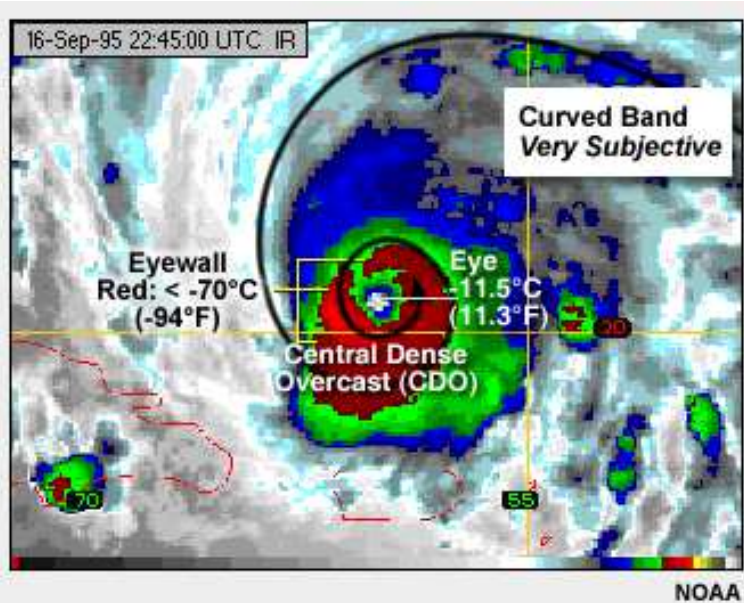 16-Sep-95 22:45:00 UTC IR
Curved Band
Very Subjective
Eyewall
Red: < -70°C
(-94°F)
Eye
-11.5°C
(11.3°F)
20
Central Dense
Overcast (CDO)
70
55
NOAA